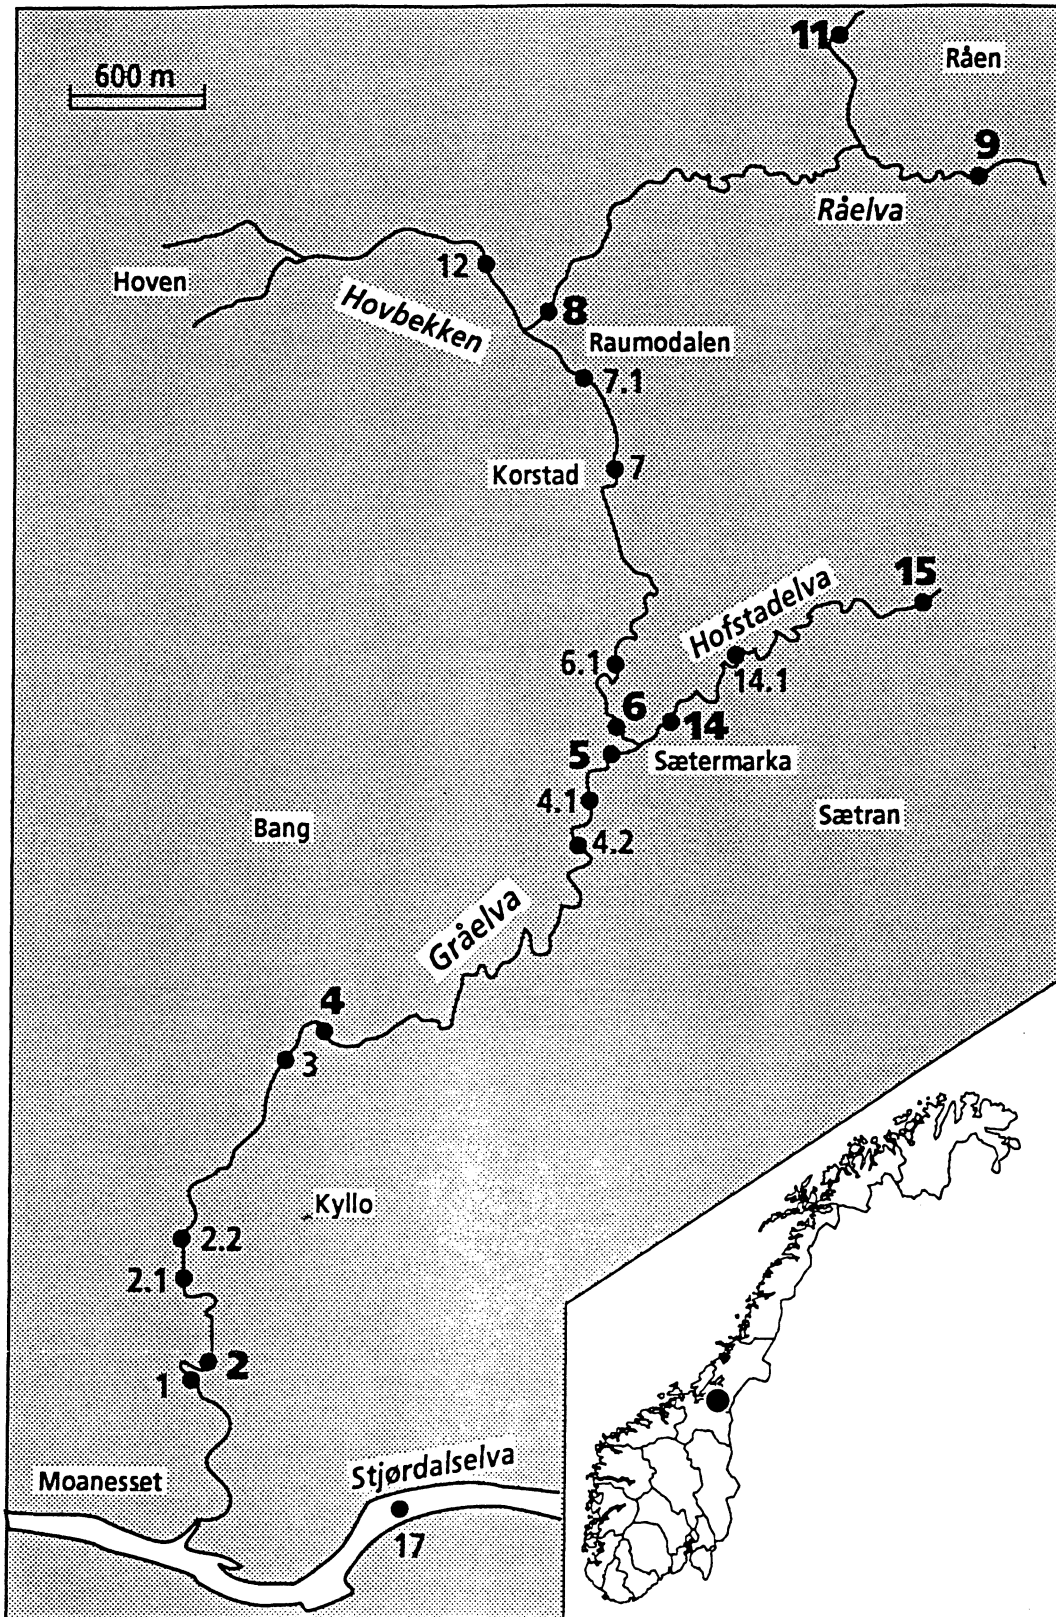 11
Råen
600 m
9
Råelva
12
Hoven
Hovbekken
8
Raumodalen
7.1
Korstad
7
15
Hofstadelva
6.1
14.1
6
14
5
Sætermarka
4.1
Sætran
Bang
4.2
Gråelva
4
3
Kyllo
2.2
2.1
2
1
Stjørdalselva
Moanesset
17